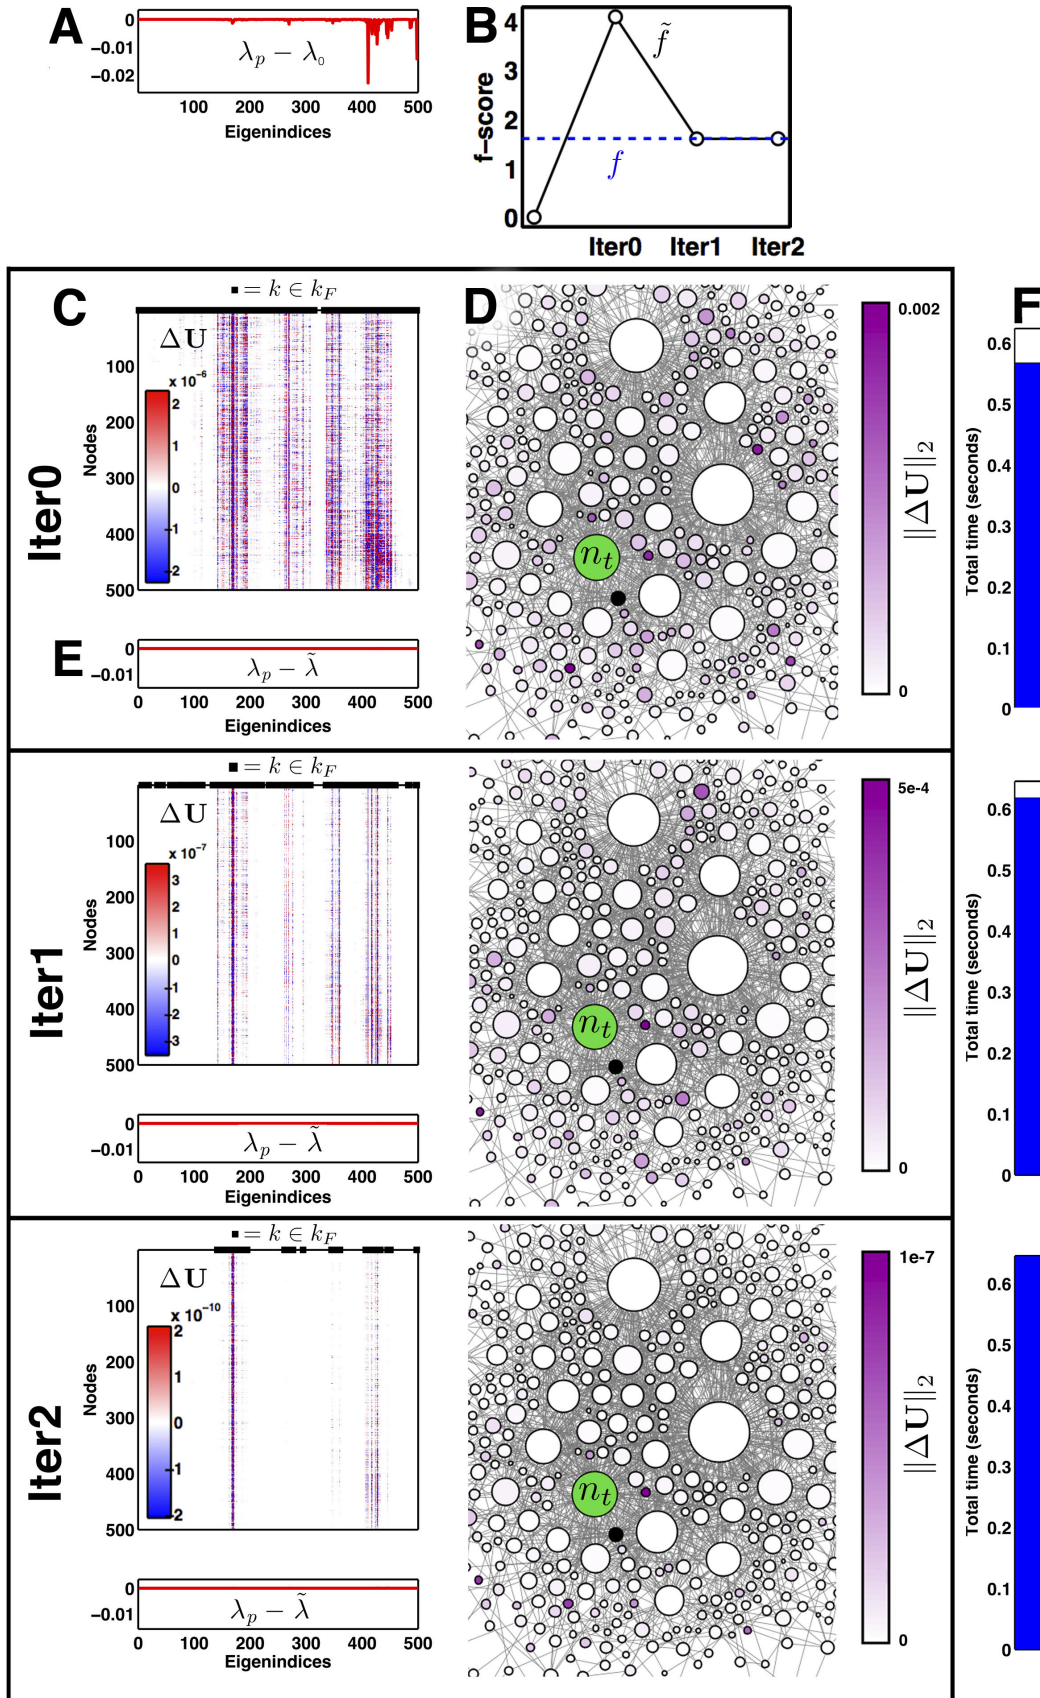 A
0
-0.01
-0.02
λp − λ0
100 200 300 400 500
Eigenindices
B
4
3
2
1
0
f-score
f̃
f
Iter0 Iter1 Iter2
C
■ = k ∈ kF
ΔU
x 10⁻⁶
2
1
0
-1
-2
Nodes
100
200
300
400
500
Iter0
E
0
-0.01
λp − λ̃
0 100 200 300 400 500
Eigenindices
D
nt
0.002
||ΔU||2
0
F
0.6
0.5
0.4
0.3
0.2
0.1
0
Total time (seconds)
■ = k ∈ kF
ΔU
x 10⁻⁷
3
2
1
0
-1
-2
-3
Nodes
100
200
300
400
500
Iter1
0
-0.01
λp − λ̃
0 100 200 300 400 500
Eigenindices
nt
5e-4
||ΔU||2
0
0.6
0.5
0.4
0.3
0.2
0.1
0
Total time (seconds)
■ = k ∈ kF
ΔU
x 10⁻¹⁰
2
1
0
-1
-2
Nodes
100
200
300
400
500
Iter2
0
-0.01
λp − λ̃
0 100 200 300 400 500
Eigenindices
nt
1e-7
||ΔU||2
0
0.6
0.5
0.4
0.3
0.2
0.1
0
Total time (seconds)